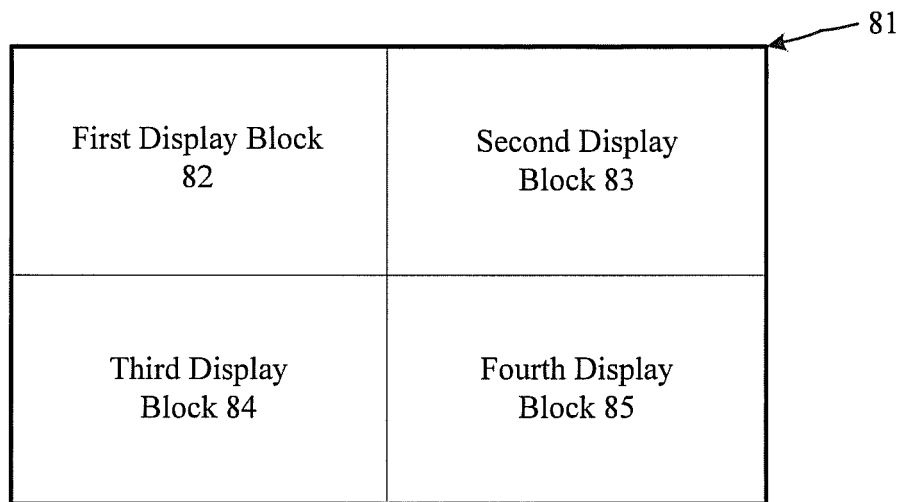 81
First Display Block
82
Second Display
Block 83
Third Display
Block 84
Fourth Display
Block 85